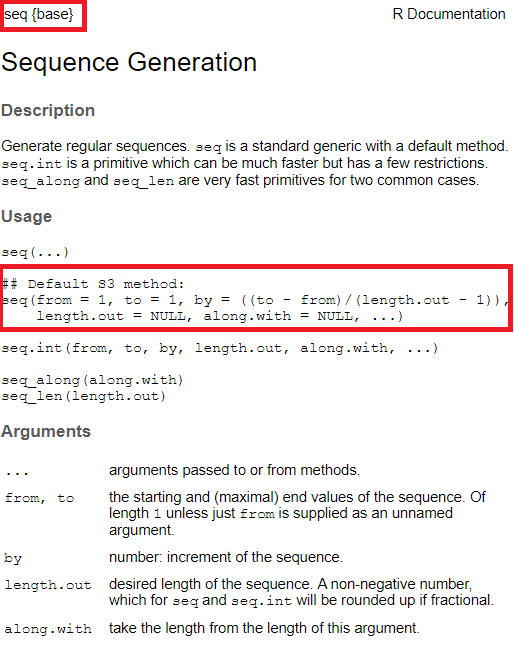 seq {base}
R Documentation
Sequence Generation
Description
Generate regular sequences. seq is a standard generic with a default method.
seq.int is a primitive which can be much faster but has a few restrictions.
seq_along and seq_len are very fast primitives for two common cases.
Usage
seq(...)
## Default S3 method:
seq(from = 1, to = 1, by = ((to - from)/(length.out - 1)),
    length.out = NULL, along.with = NULL, ...)
seq.int(from, to, by, length.out, along.with, ...)
seq_along(along.with)
seq_len(length.out)
Arguments
... arguments passed to or from methods.
from, to the starting and (maximal) end values of the sequence. Of
length 1 unless just from is supplied as an unnamed
argument.
by number: increment of the sequence.
length.out desired length of the sequence. A non-negative number,
which for seq and seq.int will be rounded up if fractional.
along.with take the length from the length of this argument.